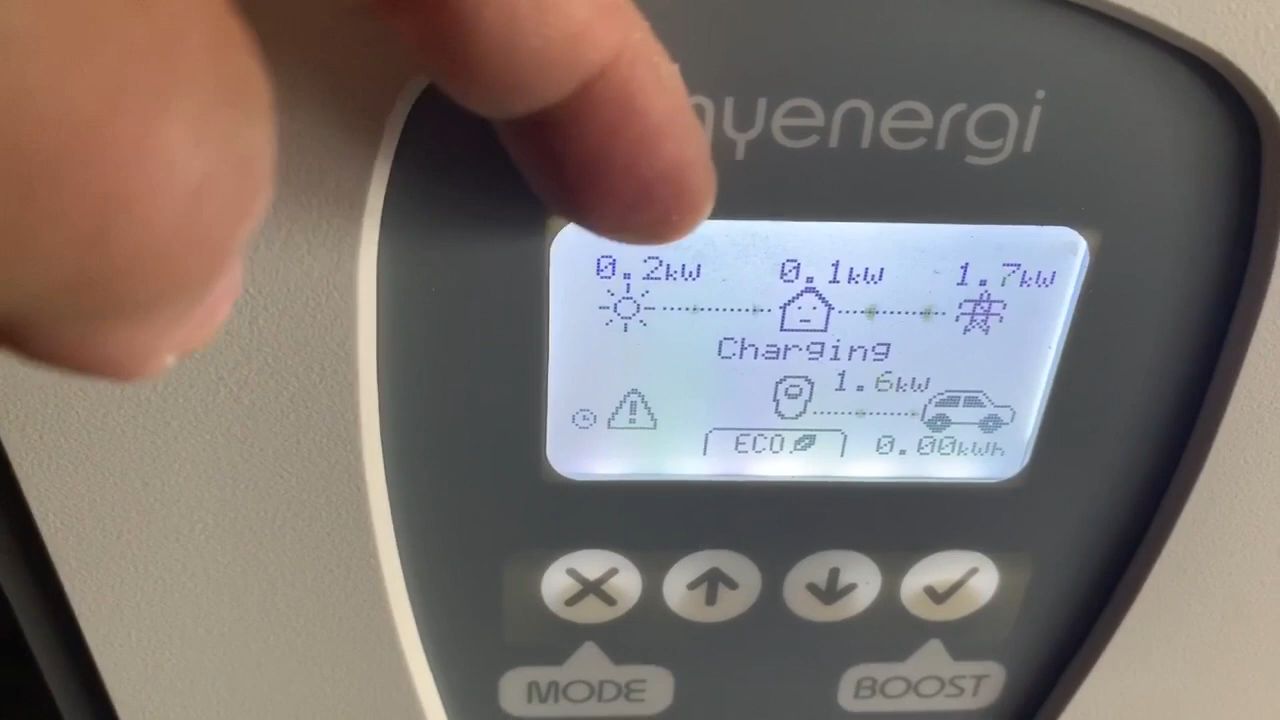 myenergi
0.2kW 0.1kW 1.7kW
Charging
1.6kW
ECO 0.00kWh
MODE BOOST